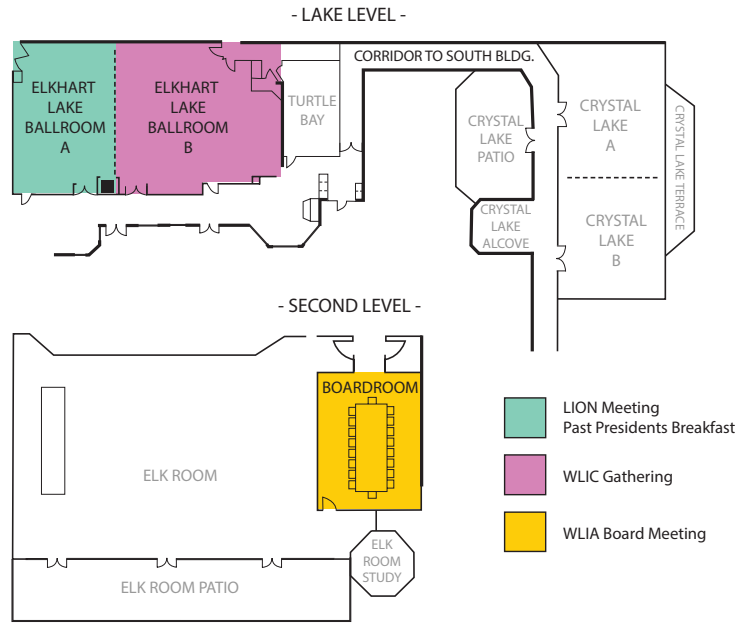 - LAKE LEVEL -
CORRIDOR TO SOUTH BLDG.
ELKHART
LAKE
BALLROOM
A
ELKHART
LAKE
BALLROOM
B
TURTLE
BAY
CRYSTAL
LAKE
PATIO
CRYSTAL
LAKE
A
CRYSTAL LAKE TERRACE
CRYSTAL
LAKE
ALCOVE
CRYSTAL
LAKE
B
- SECOND LEVEL -
BOARDROOM
ELK ROOM
ELK
ROOM
STUDY
ELK ROOM PATIO
LION Meeting
Past Presidents Breakfast
WLIC Gathering
WLIA Board Meeting